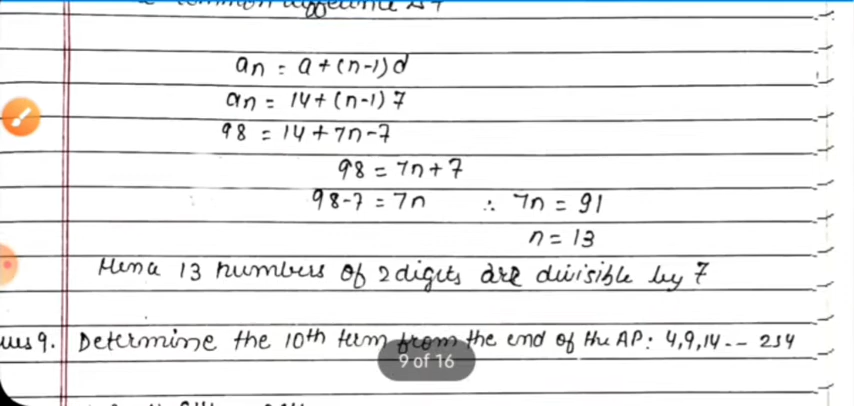 an = a+(n-1)d
an = 14+(n-1)7
98 = 14+7n-7
98 = 7n+7
98-7 = 7n ∴ 7n = 91
n = 13
Hence 13 numbers of 2 digits are divisible by 7
ues 9. Determine the 10th term from the end of the AP: 4,9,14-- 254
9 of 16